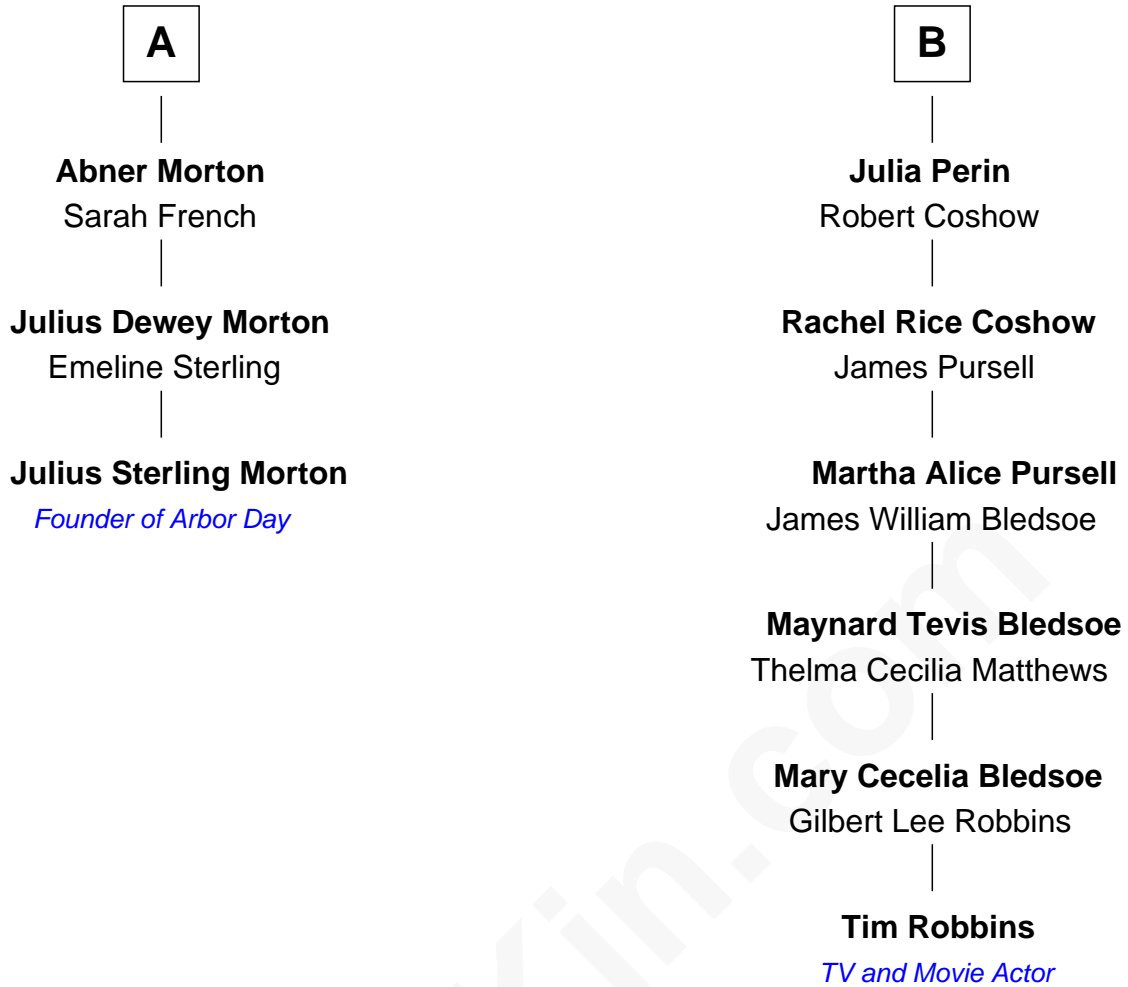 A
Abner Morton
Sarah French
Julius Dewey Morton
Emeline Sterling
Julius Sterling Morton
Founder of Arbor Day
B
Julia Perin
Robert Coshow
Rachel Rice Coshow
James Pursell
Martha Alice Pursell
James William Bledsoe
Maynard Tevis Bledsoe
Thelma Cecilia Matthews
Mary Cecelia Bledsoe
Gilbert Lee Robbins
Tim Robbins
TV and Movie Actor
Kin.com